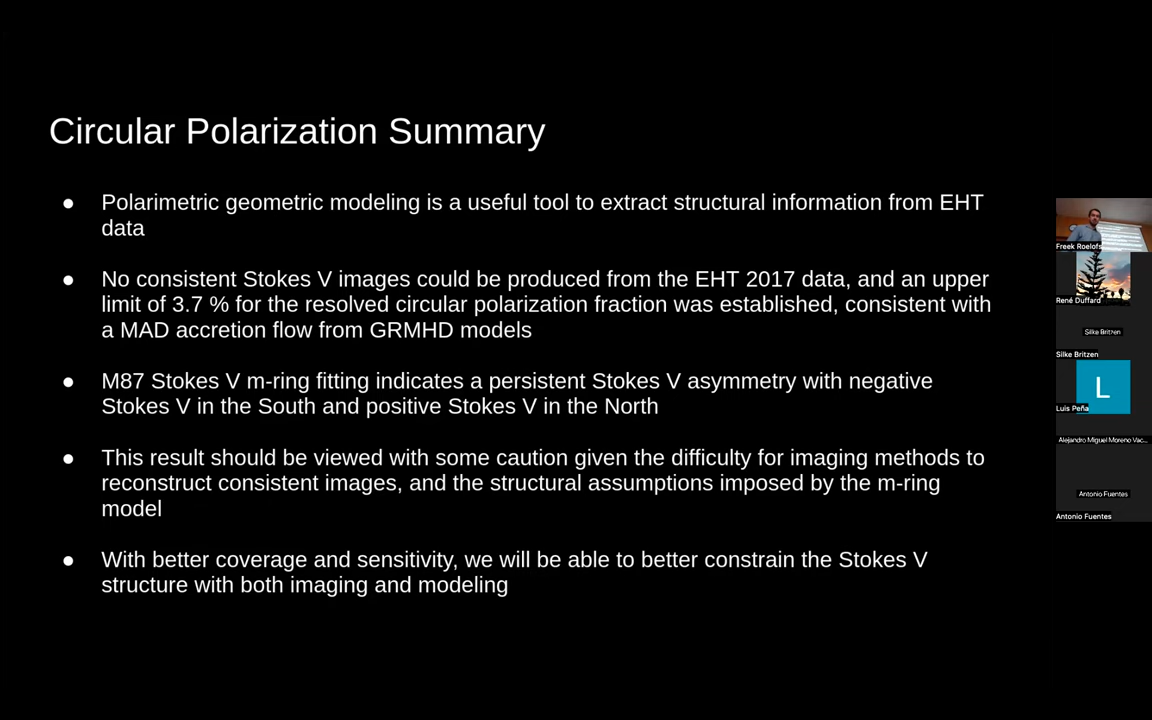 Circular Polarization Summary
● Polarimetric geometric modeling is a useful tool to extract structural information from EHT
data
● No consistent Stokes V images could be produced from the EHT 2017 data, and an upper
limit of 3.7 % for the resolved circular polarization fraction was established, consistent with
a MAD accretion flow from GRMHD models
● M87 Stokes V m-ring fitting indicates a persistent Stokes V asymmetry with negative
Stokes V in the South and positive Stokes V in the North
● This result should be viewed with some caution given the difficulty for imaging methods to
reconstruct consistent images, and the structural assumptions imposed by the m-ring
model
● With better coverage and sensitivity, we will be able to better constrain the Stokes V
structure with both imaging and modeling
Freek Roelofs
René Duffard
Silke Britzen
Silke Britzen
L
Luis Peña
Alejandro Miguel Moreno Vac...
Antonio Fuentes
Antonio Fuentes